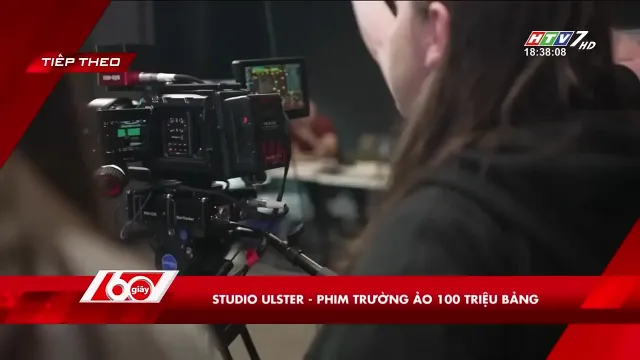 TIẾP THEO
HTV7 HD
18:38:08
60 giây
STUDIO ULSTER - PHIM TRƯỜNG ẢO 100 TRIỆU BẢNG